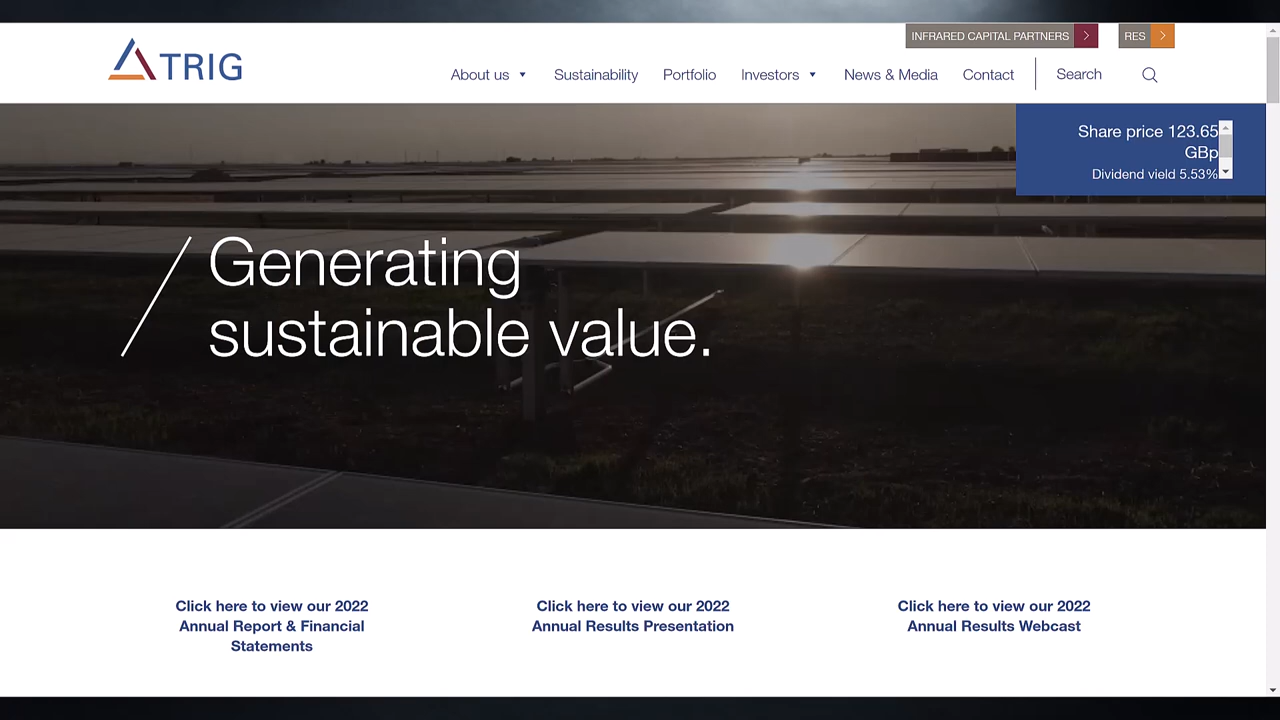 INFRARED CAPITAL PARTNERS
RES
TRIG
About us
Sustainability
Portfolio
Investors
News & Media
Contact
Search
Share price 123.65
GBp
Dividend yield 5.53%
Generating
sustainable value.
Click here to view our 2022
Annual Report & Financial
Statements
Click here to view our 2022
Annual Results Presentation
Click here to view our 2022
Annual Results Webcast